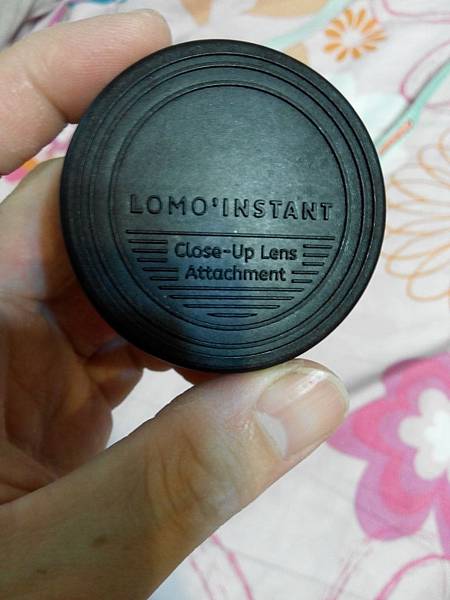 LOMO'INSTANT
Close-Up Lens
Attachment